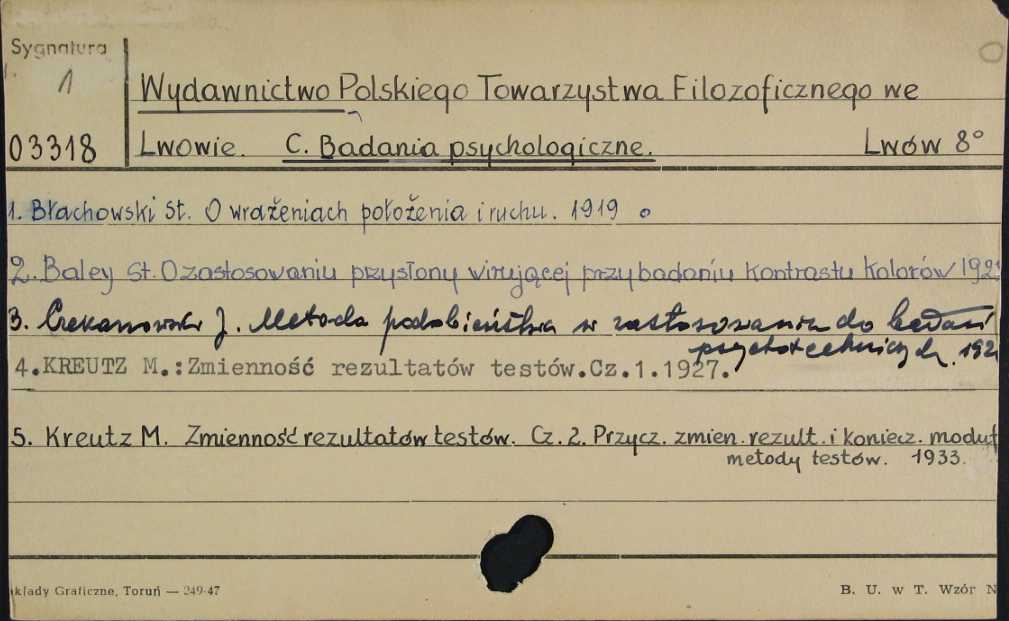 Sygnatura
1
Wydawnictwo Polskiego Towarzystwa Filozoficznego we
03318
Lwowie. C. Badania psychologiczne. Lwów 8°
1. Błachowski St. O wrażeniach położenia i ruchu. 1919
2. Baley St. O zastosowaniu przysłony wirującej przy badaniu kontrastu kolorów 192
3. Czekanowski J. Metoda podobieństwa w zastosowaniu do badań
psychotechnicznych. 192
4. KREUTZ M.: Zmienność rezultatów testów. Cz. 1. 1927.
5. Kreutz M. Zmienność rezultatów testów. Cz. 2. Przycz. zmien. rezult. i koniecz. modyf
metody testów. 1933.
kłady Graficzne, Toruń — 249-47
B. U. w T. Wzór N